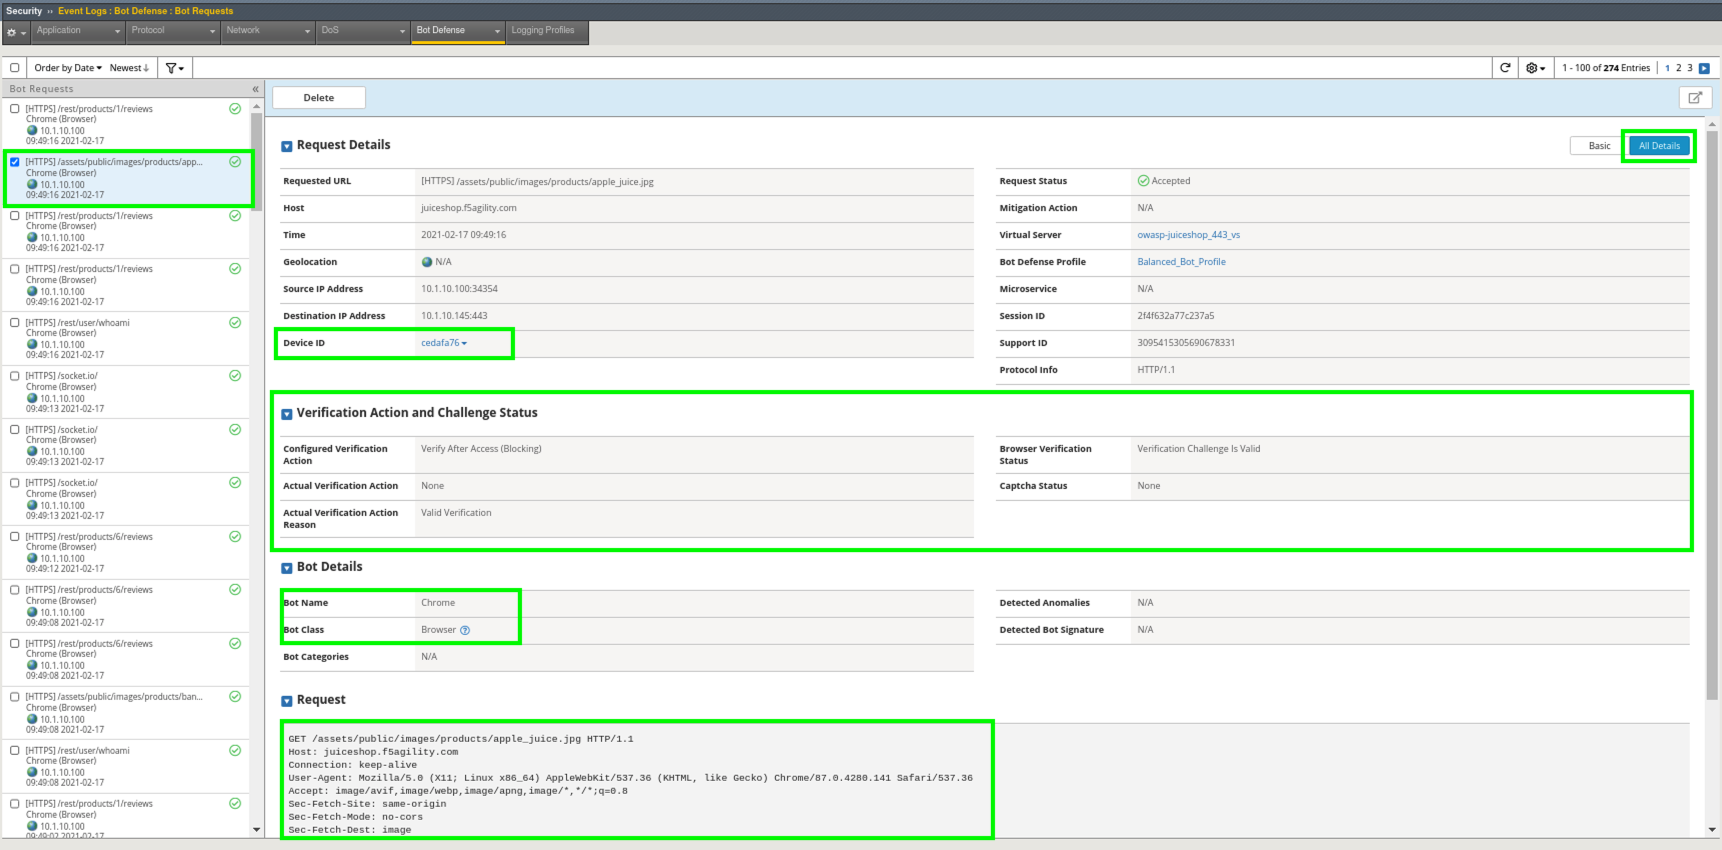 Security ›› Event Logs : Bot Defense : Bot Requests
Application Protocol Network DoS Bot Defense Logging Profiles
Order by Date Newest 1 - 100 of 274 Entries 1 2 3
Bot Requests «
[HTTPS] /rest/products/1/reviews
Chrome (Browser)
10.1.10.100
09:49:16 2021-02-17
[HTTPS] /assets/public/images/products/app...
Chrome (Browser)
10.1.10.100
09:49:16 2021-02-17
[HTTPS] /rest/products/1/reviews
Chrome (Browser)
10.1.10.100
09:49:16 2021-02-17
[HTTPS] /rest/products/1/reviews
Chrome (Browser)
10.1.10.100
09:49:16 2021-02-17
[HTTPS] /rest/user/whoami
Chrome (Browser)
10.1.10.100
09:49:16 2021-02-17
[HTTPS] /socket.io/
Chrome (Browser)
10.1.10.100
09:49:13 2021-02-17
[HTTPS] /socket.io/
Chrome (Browser)
10.1.10.100
09:49:13 2021-02-17
[HTTPS] /socket.io/
Chrome (Browser)
10.1.10.100
09:49:13 2021-02-17
[HTTPS] /rest/products/6/reviews
Chrome (Browser)
10.1.10.100
09:49:12 2021-02-17
[HTTPS] /rest/products/6/reviews
Chrome (Browser)
10.1.10.100
09:49:08 2021-02-17
[HTTPS] /rest/products/6/reviews
Chrome (Browser)
10.1.10.100
09:49:08 2021-02-17
[HTTPS] /assets/public/images/products/ban...
Chrome (Browser)
10.1.10.100
09:49:08 2021-02-17
[HTTPS] /rest/user/whoami
Chrome (Browser)
10.1.10.100
09:49:08 2021-02-17
[HTTPS] /rest/products/1/reviews
Chrome (Browser)
10.1.10.100
09:49:02 2021-02-17
Delete
Request Details Basic All Details
Requested URL [HTTPS] /assets/public/images/products/apple_juice.jpg
Host juiceshop.f5agility.com
Time 2021-02-17 09:49:16
Geolocation N/A
Source IP Address 10.1.10.100:34354
Destination IP Address 10.1.10.145:443
Device ID cedafa76
Request Status Accepted
Mitigation Action N/A
Virtual Server owasp-juiceshop_443_vs
Bot Defense Profile Balanced_Bot_Profile
Microservice N/A
Session ID 2f4f632a77c237a5
Support ID 3095415305690678331
Protocol Info HTTP/1.1
Verification Action and Challenge Status
Configured Verification Action Verify After Access (Blocking)
Actual Verification Action None
Actual Verification Action Reason Valid Verification
Browser Verification Status Verification Challenge Is Valid
Captcha Status None
Bot Details
Bot Name Chrome
Bot Class Browser ?
Bot Categories N/A
Detected Anomalies N/A
Detected Bot Signature N/A
Request
GET /assets/public/images/products/apple_juice.jpg HTTP/1.1
Host: juiceshop.f5agility.com
Connection: keep-alive
User-Agent: Mozilla/5.0 (X11; Linux x86_64) AppleWebKit/537.36 (KHTML, like Gecko) Chrome/87.0.4280.141 Safari/537.36
Accept: image/avif,image/webp,image/apng,image/*,*/*;q=0.8
Sec-Fetch-Site: same-origin
Sec-Fetch-Mode: no-cors
Sec-Fetch-Dest: image